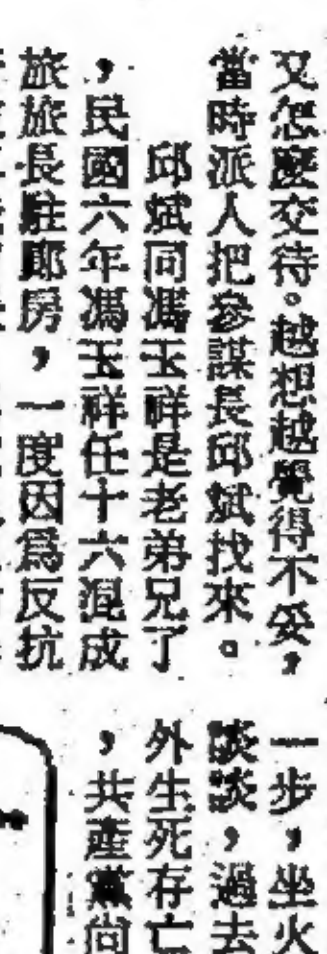 又怎麼交待。越想越覺得不妥，
當時派人把參謀長邱斌找來。
邱斌同馮玉祥是老弟兄了
，民國六年馮玉祥任十六混成
旅旅長駐廊房，一度因爲反抗
一步，坐火
談談，過去
外生死存亡
，共產黨尚